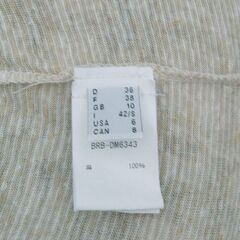 D 36
F 38
GB 10
I 42/S
USA 6
CAN 8
BRB-DM6343
100%